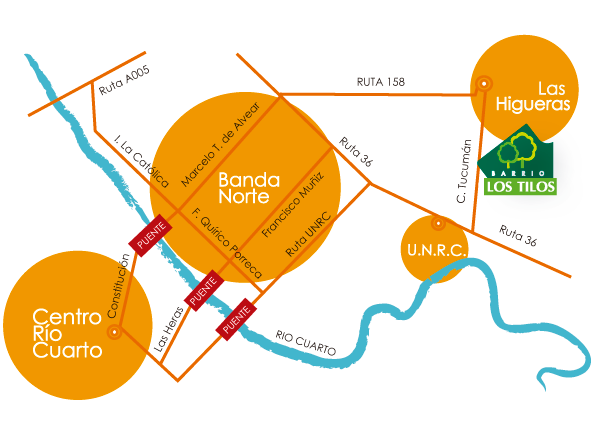 Ruta A005
RUTA 158
Las
Higueras
I. La Católica
Marcelo T. de Alvear
Ruta 36
Banda
Norte
Francisco Muñiz
C. Tucumán
BARRIO
LOS TILOS
F. Quírico Porreca
Ruta UNRC
Ruta 36
U.N.R.C.
PUENTE
PUENTE
PUENTE
Constitución
Centro
Río
Cuarto
Las Heras
RIO CUARTO